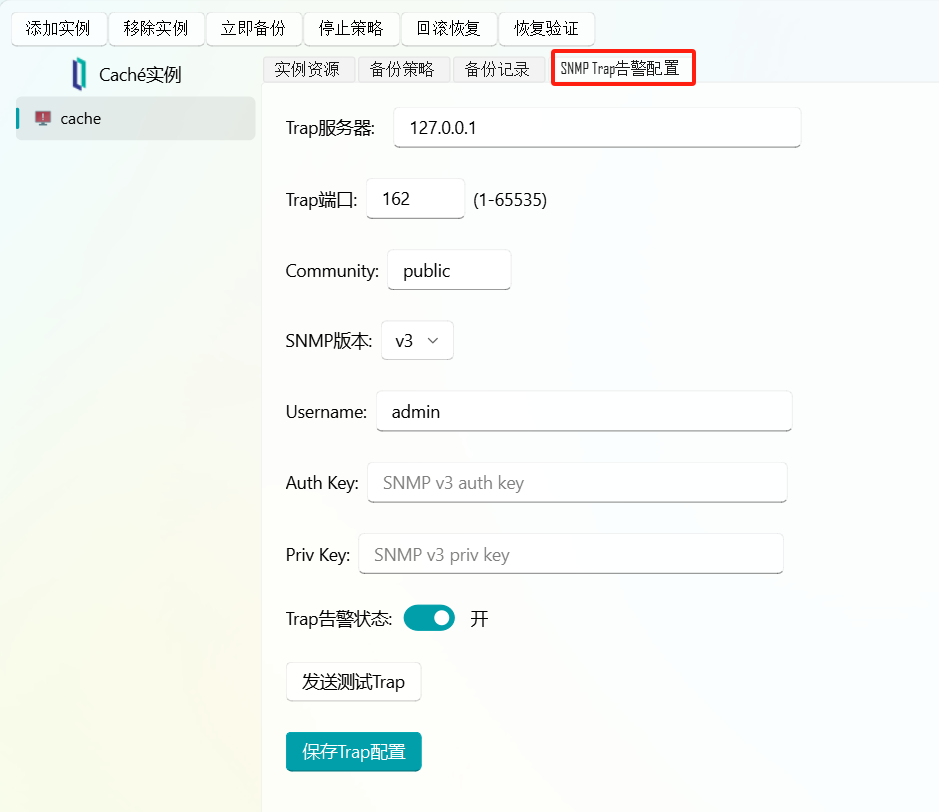 添加实例 移除实例 立即备份 停止策略 回滚恢复 恢复验证
Caché实例
cache
实例资源 备份策略 备份记录 SNMP Trap告警配置
Trap服务器: 127.0.0.1
Trap端口: 162 (1-65535)
Community: public
SNMP版本: v3
Username: admin
Auth Key: SNMP v3 auth key
Priv Key: SNMP v3 priv key
Trap告警状态: 开
发送测试Trap
保存Trap配置